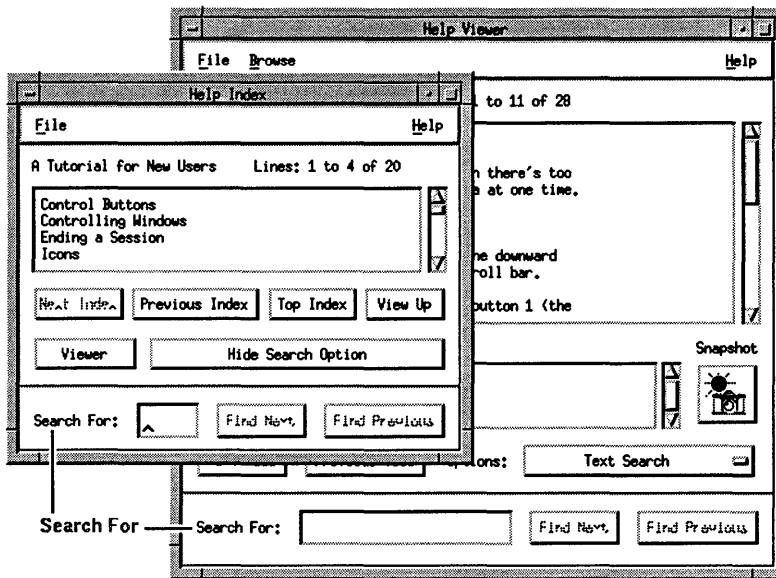 Help Viewer
File Browse Help
1 to 11 of 28
n there's too
a at one time.
ne downward
roll bar.
button 1 (the
Snapshot
Options: Text Search
Search For: Find Next Find Previous
Help Index
File Help
A Tutorial for New Users Lines: 1 to 4 of 20
Control Buttons
Controlling Windows
Ending a Session
Icons
Next Index Previous Index Top Index View Up
Viewer Hide Search Option
Search For: Find Next Find Previous
Search For